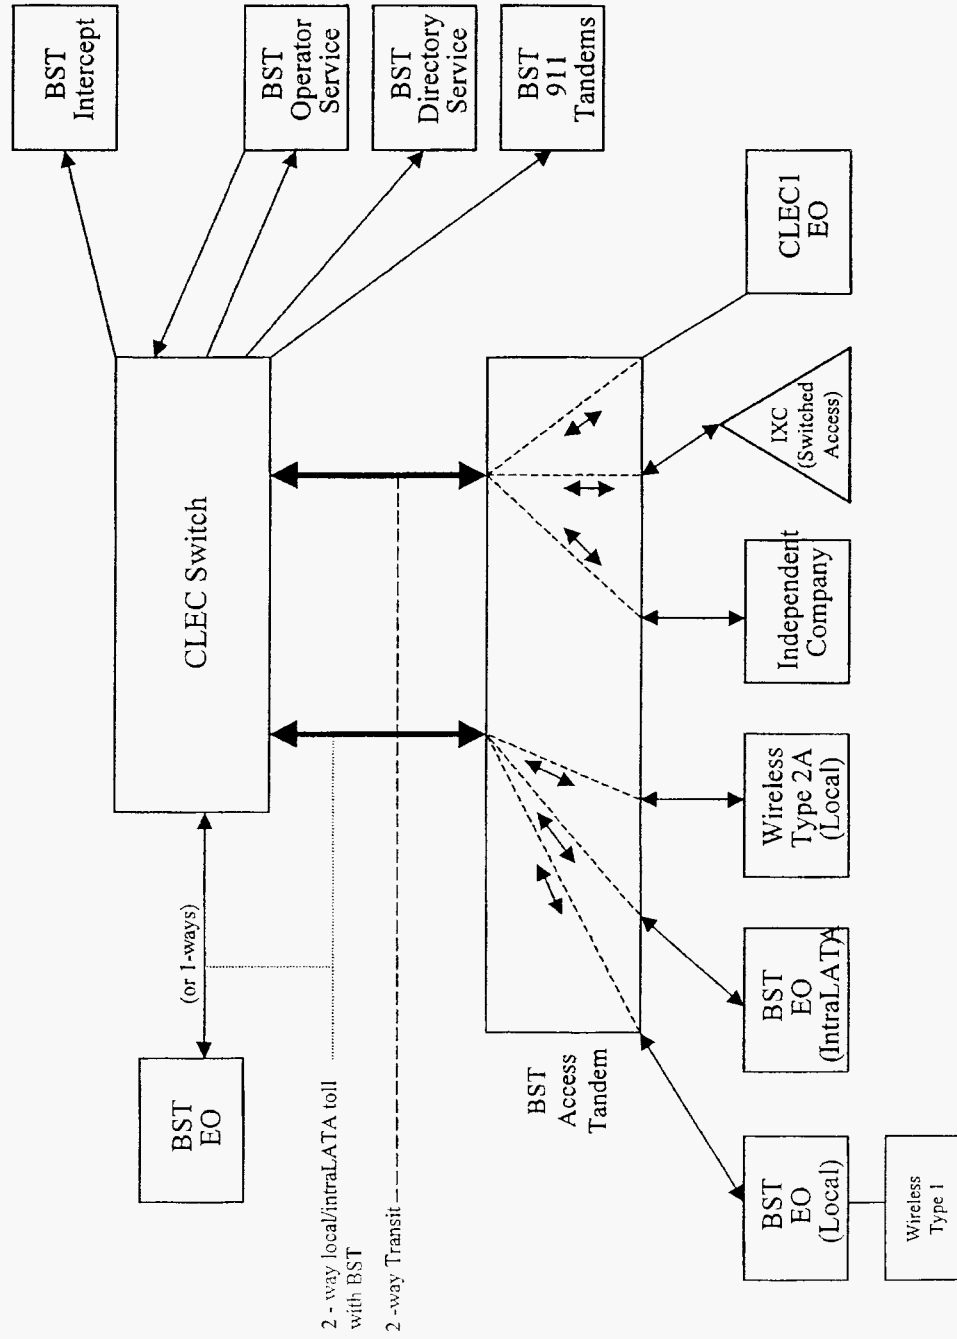 BST
EO
(or 1-ways)
CLEC Switch
BST
Intercept
BST
Operator
Service
BST
Directory
Service
BST
911
Tandems
2 - way local/intraLATA toll
with BST
2 -way Transit
BST
Access
Tandem
BST
EO
(Local)
Wireless
Type 1
BST
EO
(IntraLATA)
Wireless
Type 2A
(Local)
Independent
Company
IXC
(Switched
Access)
CLEC1
EO